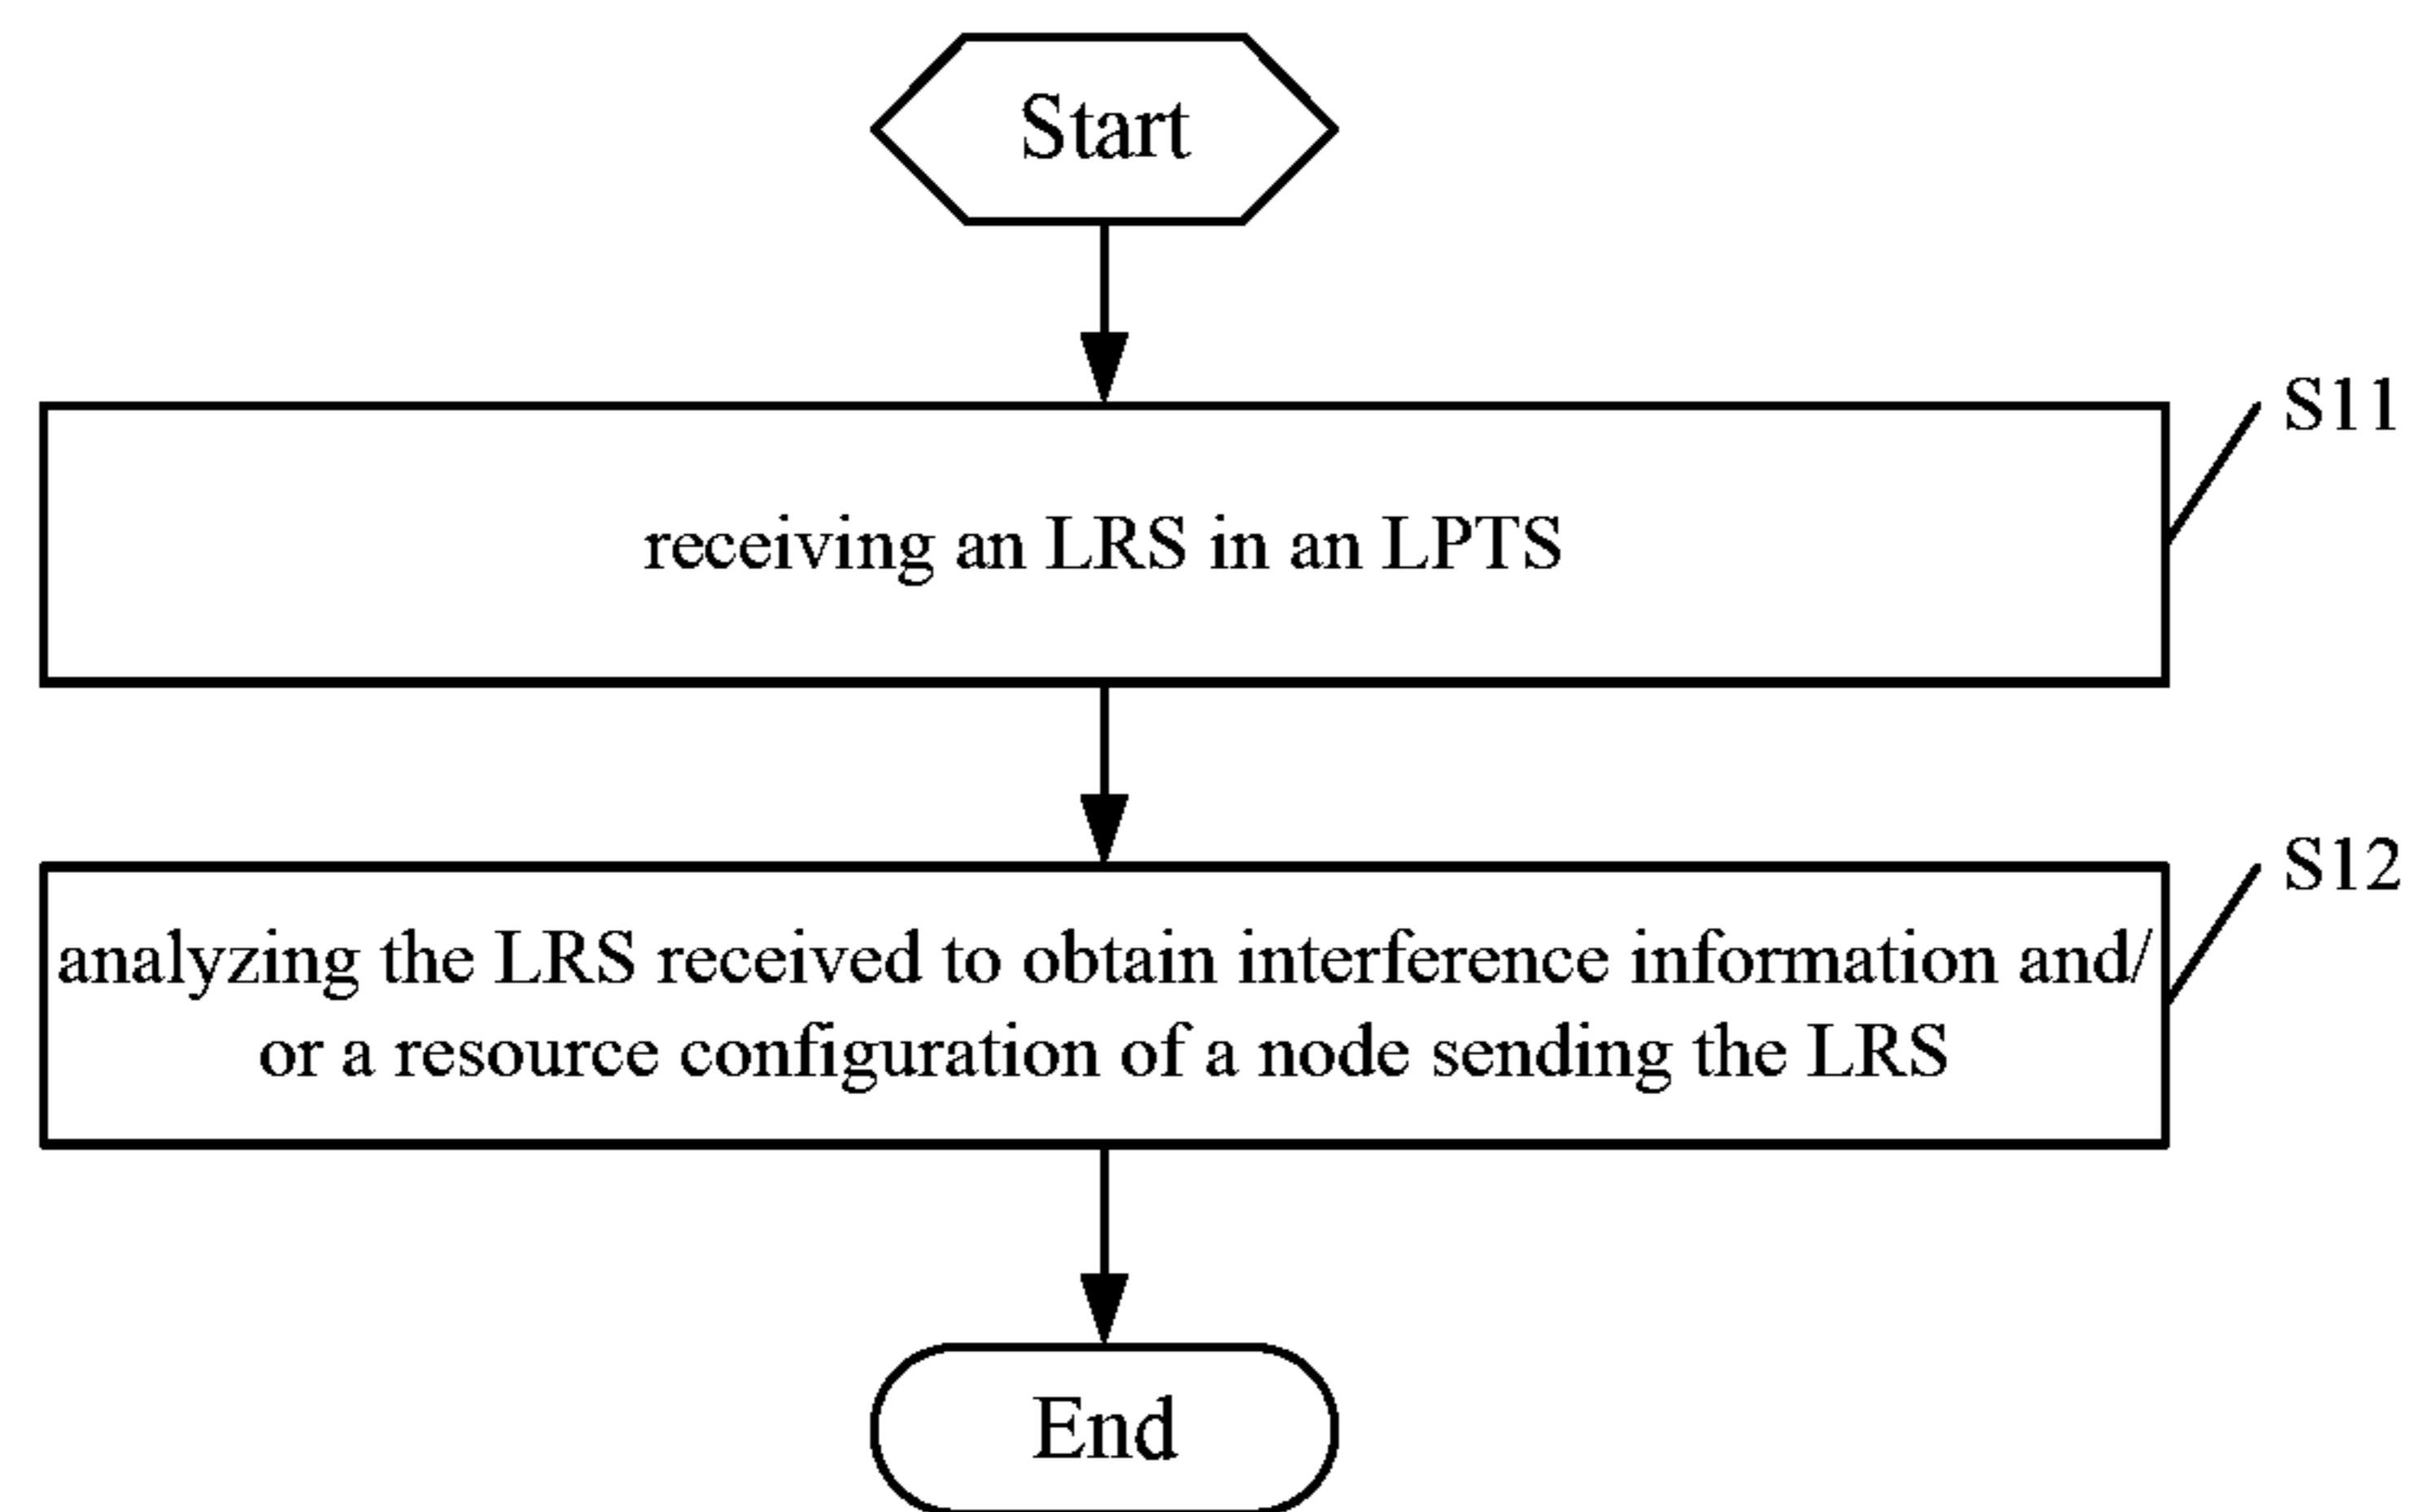 Start
S11
receiving an LRS in an LPTS
S12
analyzing the LRS received to obtain interference information and/
or a resource configuration of a node sending the LRS
End